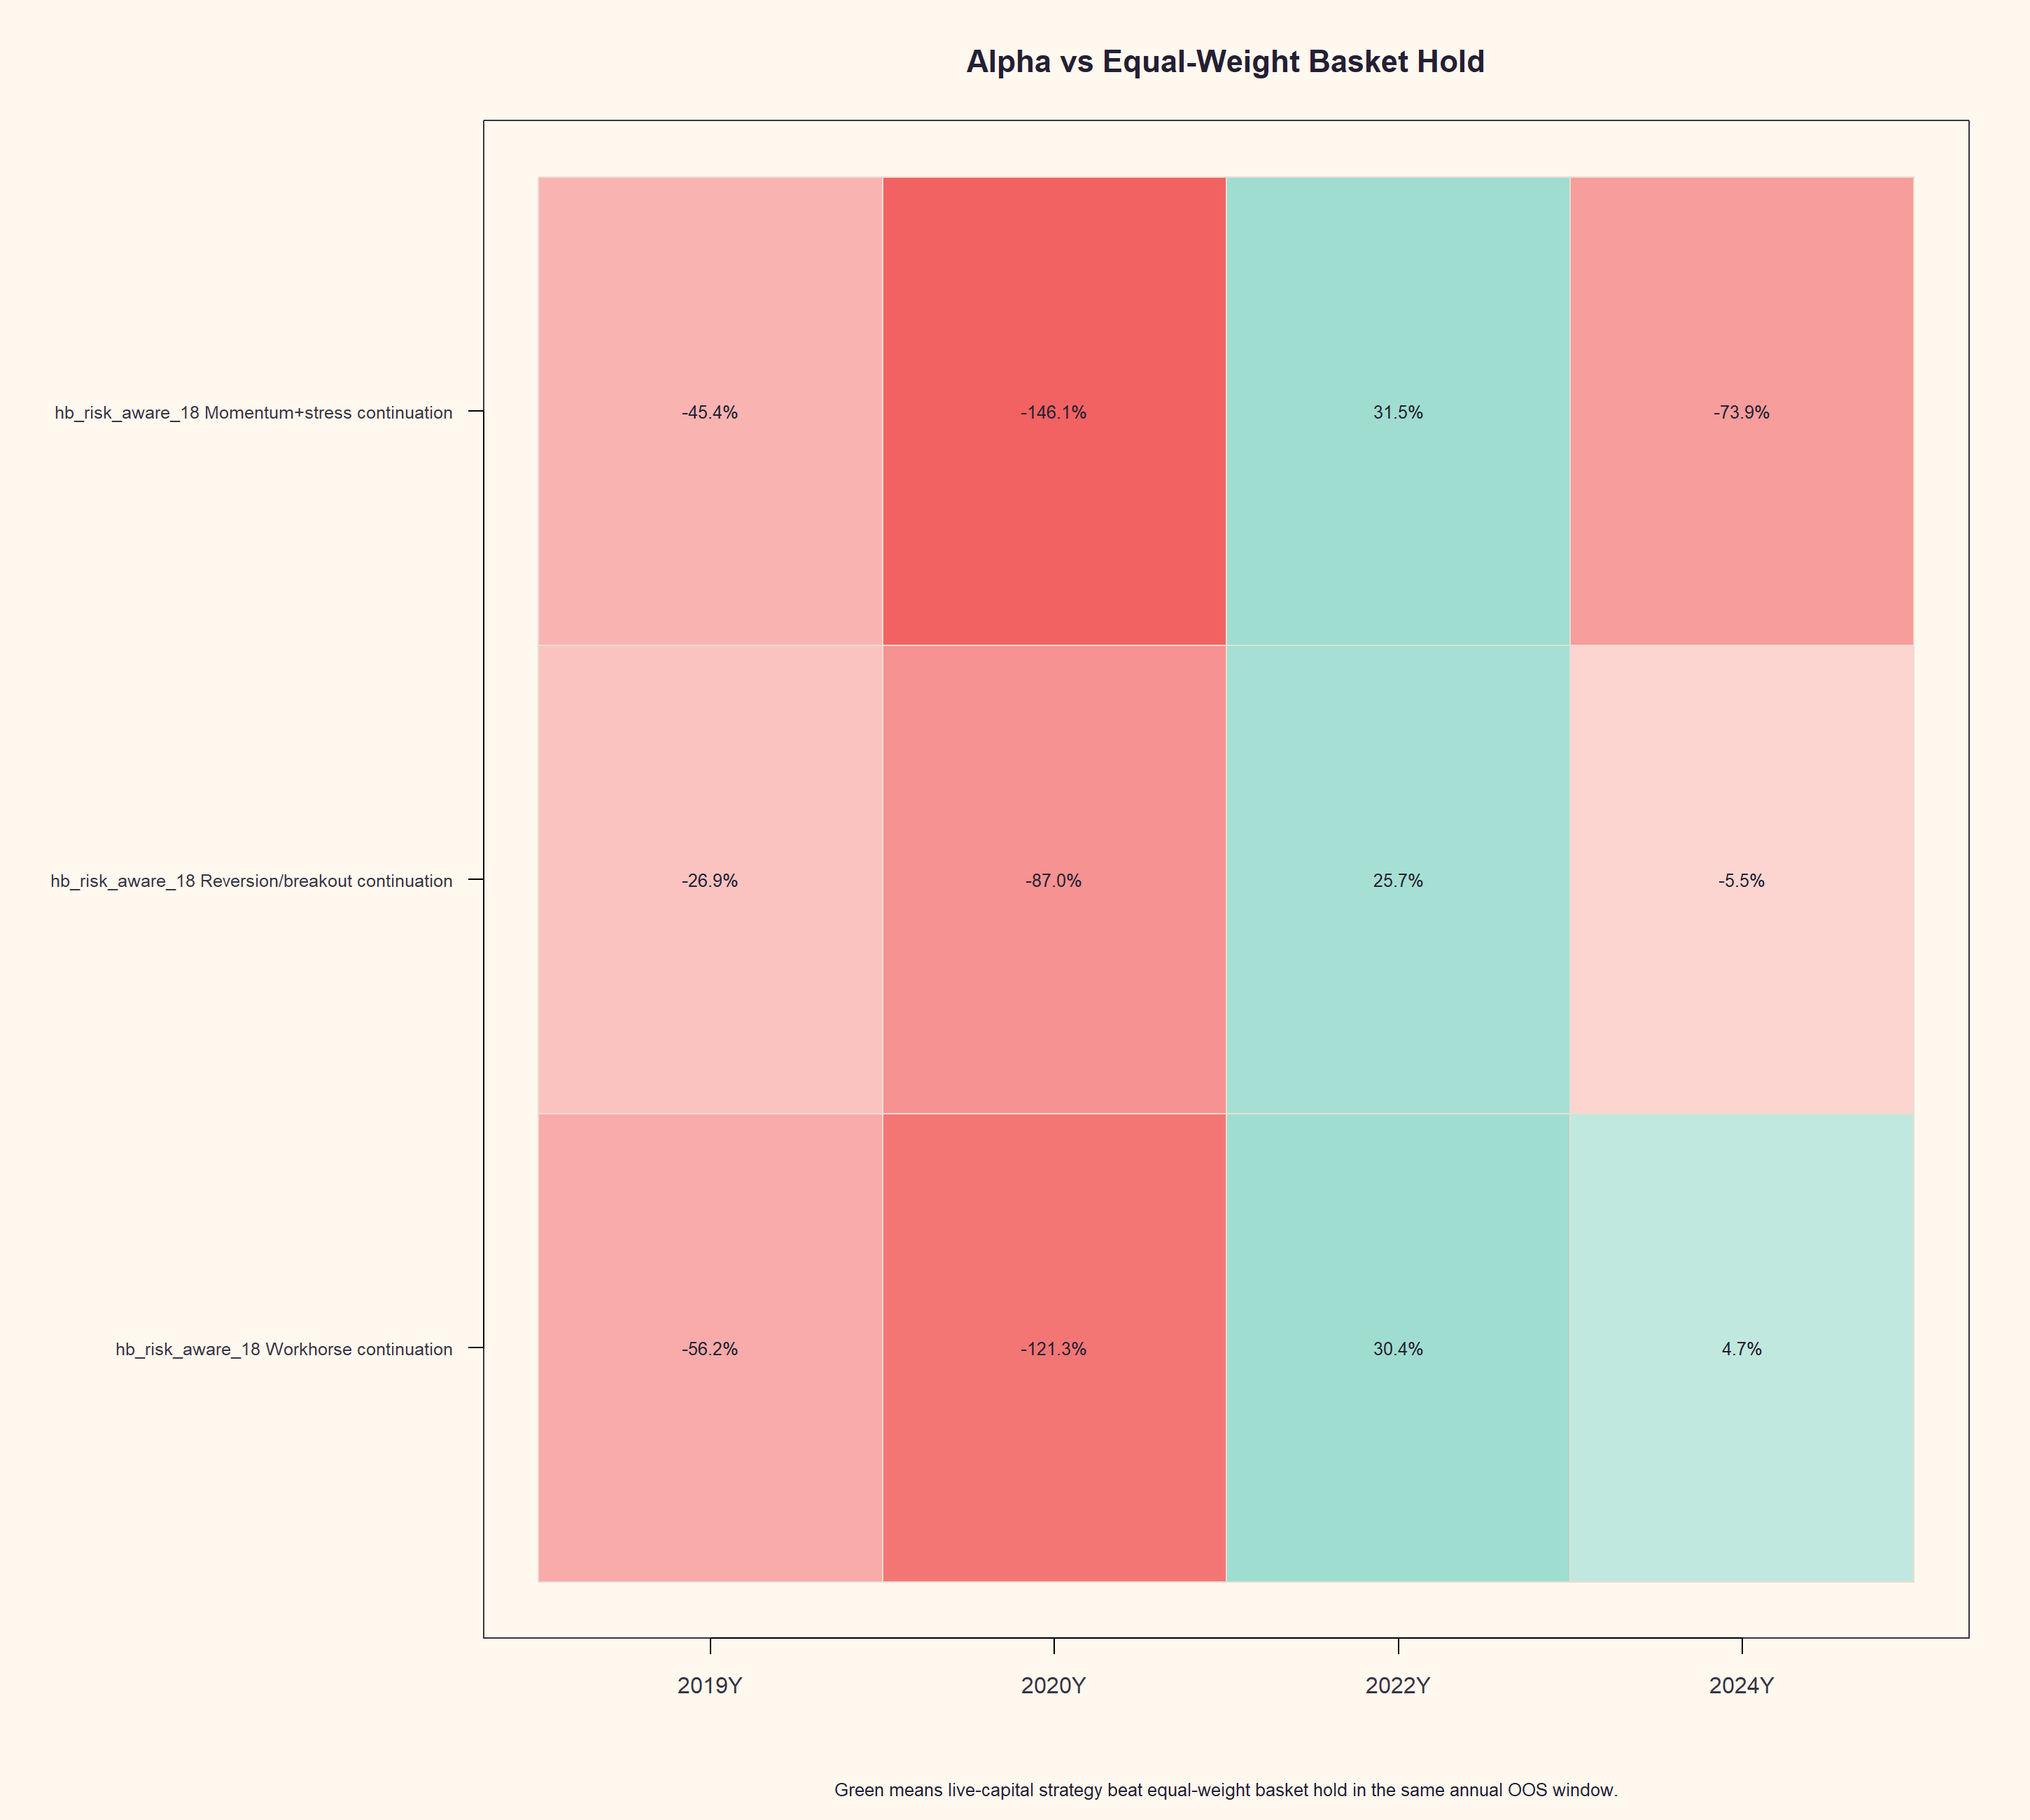 Alpha vs Equal-Weight Basket Hold
hb_risk_aware_18 Momentum+stress continuation
-45.4%
-146.1%
31.5%
-73.9%
hb_risk_aware_18 Reversion/breakout continuation
-26.9%
-87.0%
25.7%
-5.5%
hb_risk_aware_18 Workhorse continuation
-56.2%
-121.3%
30.4%
4.7%
2019Y
2020Y
2022Y
2024Y
Green means live-capital strategy beat equal-weight basket hold in the same annual OOS window.